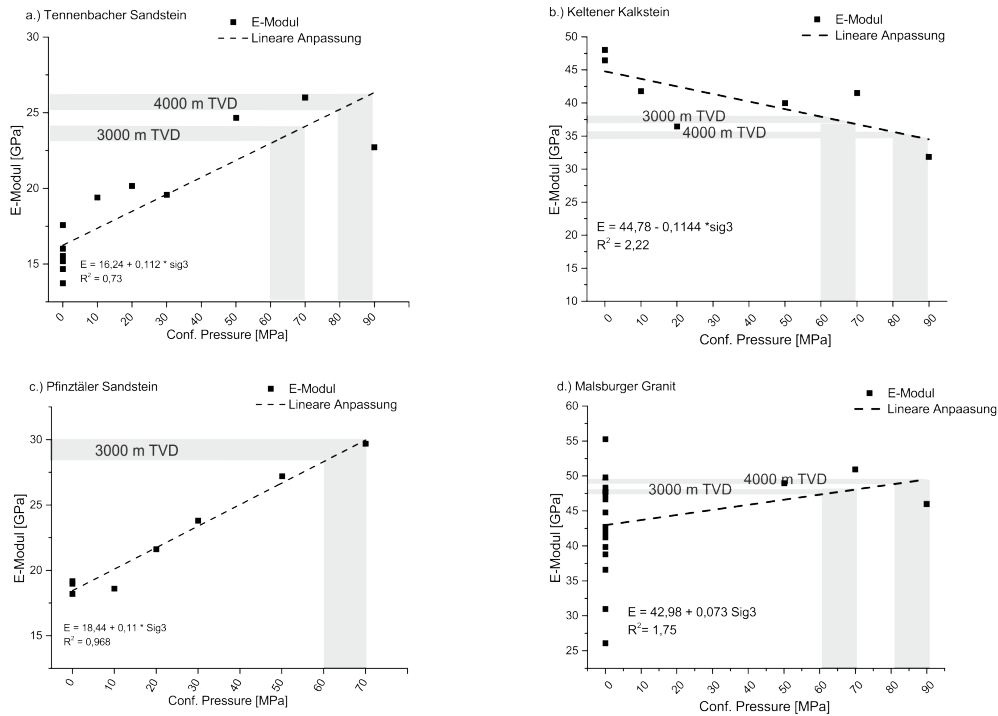 a.) Tennenbacher Sandstein
E-Modul
Lineare Anpassung
30
25
20
15
E-Modul [GPa]
4000 m TVD
3000 m TVD
E = 16,24 + 0,112 * sig3
R² = 0,73
0 10 20 30 40 50 60 70 80 90
Conf. Pressure [MPa]
b.) Keltener Kalkstein
E-Modul
Lineare Anpassung
50
45
40
35
30
25
20
15
10
E-Modul [GPa]
3000 m TVD
4000 m TVD
E = 44,78 - 0,1144 *sig3
R² = 2,22
0 10 20 30 40 50 60 70 80 90
Conf. Pressure [MPa]
c.) Pfinztäler Sandstein
E-Modul
Lineare Anpassung
30
25
20
15
E-Modul [GPa]
3000 m TVD
E = 18,44 + 0,11 * Sig3
R² = 0,968
0 10 20 30 40 50 60 70
Conf. Pressure [MPa]
d.) Malsburger Granit
E-Modul
Lineare Anpaasung
60
55
50
45
40
35
30
25
E-Modul [GPa]
4000 m TVD
3000 m TVD
E = 42,98 + 0,073 Sig3
R²= 1,75
0 10 20 30 40 50 60 70 80 90
Conf. Pressure [MPa]